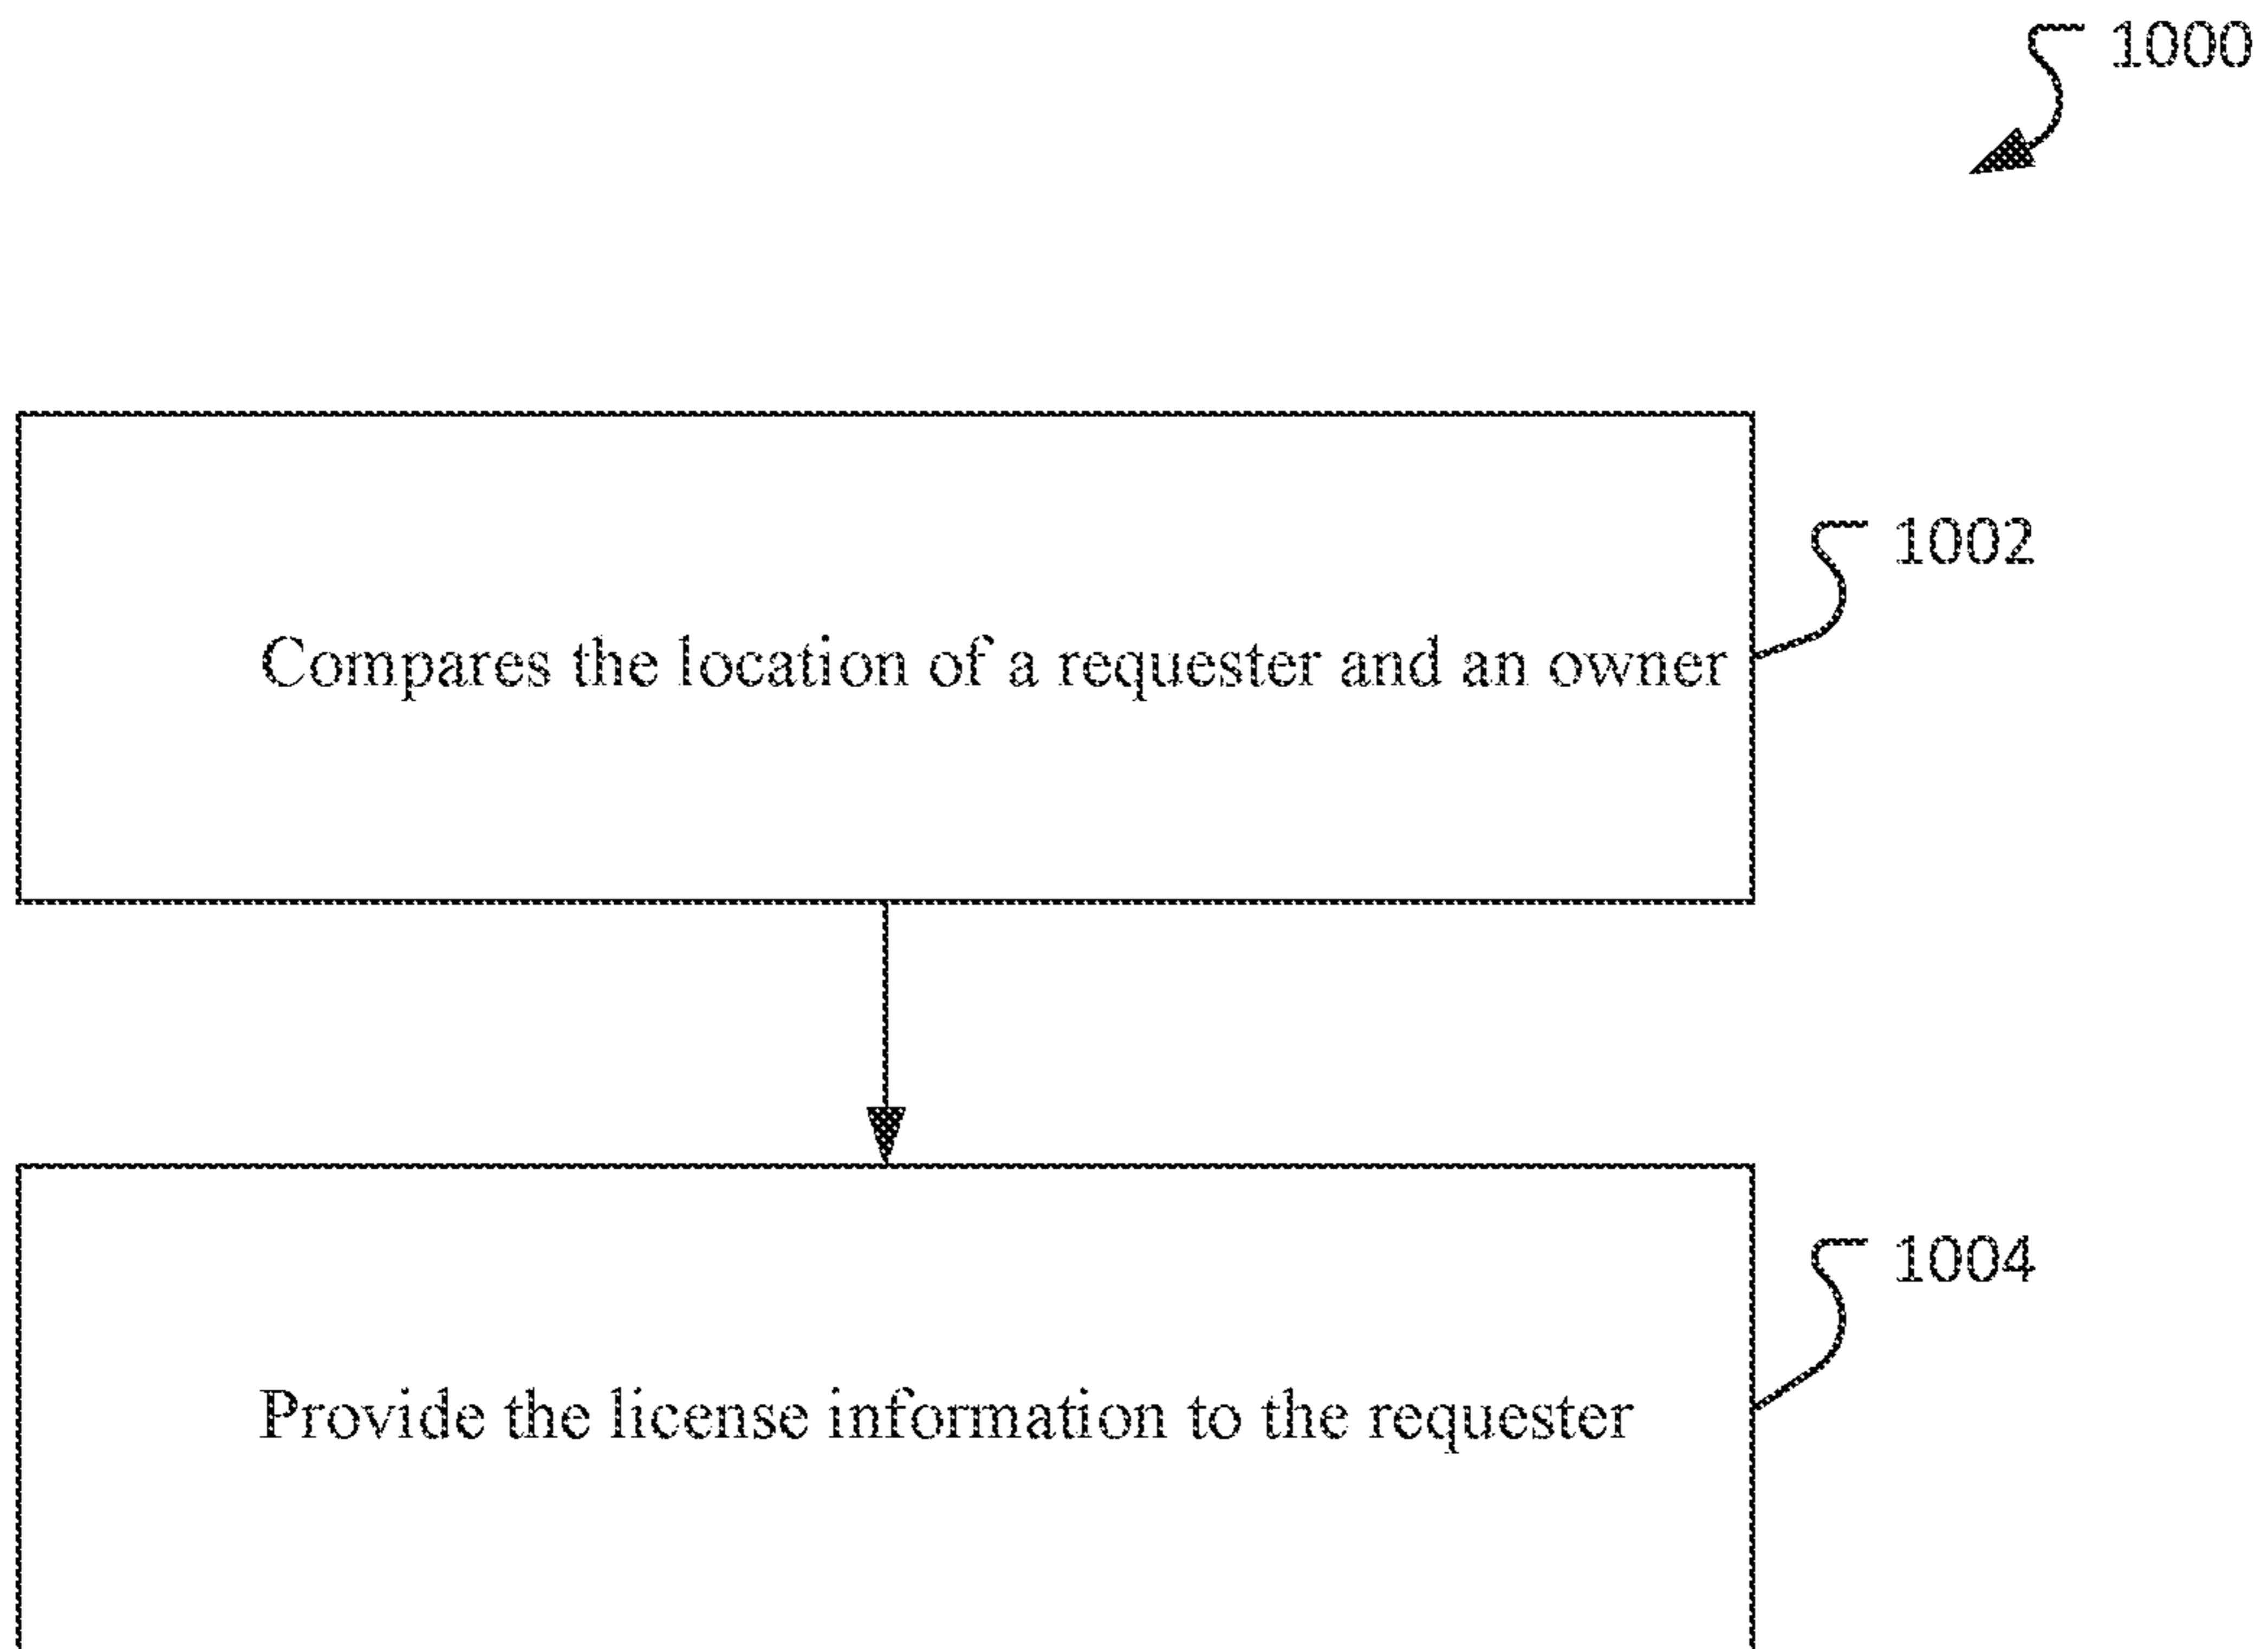 1000
1002
Compares the location of a requester and an owner
1004
Provide the license information to the requester